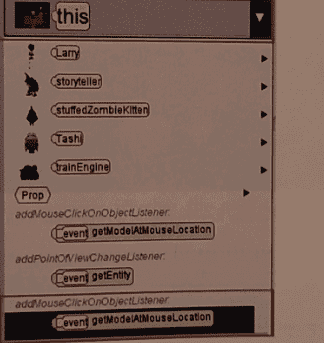 this
Larry
storyteller
stuffedZombieKitten
Tashi
trainEngine
Prop
addMouseClickOnObjectListener:
event getModelAtMouseLocation
addPointOfViewChangeListener:
event getEntity
addMouseClickOnObjectListener:
event getModelAtMouseLocation